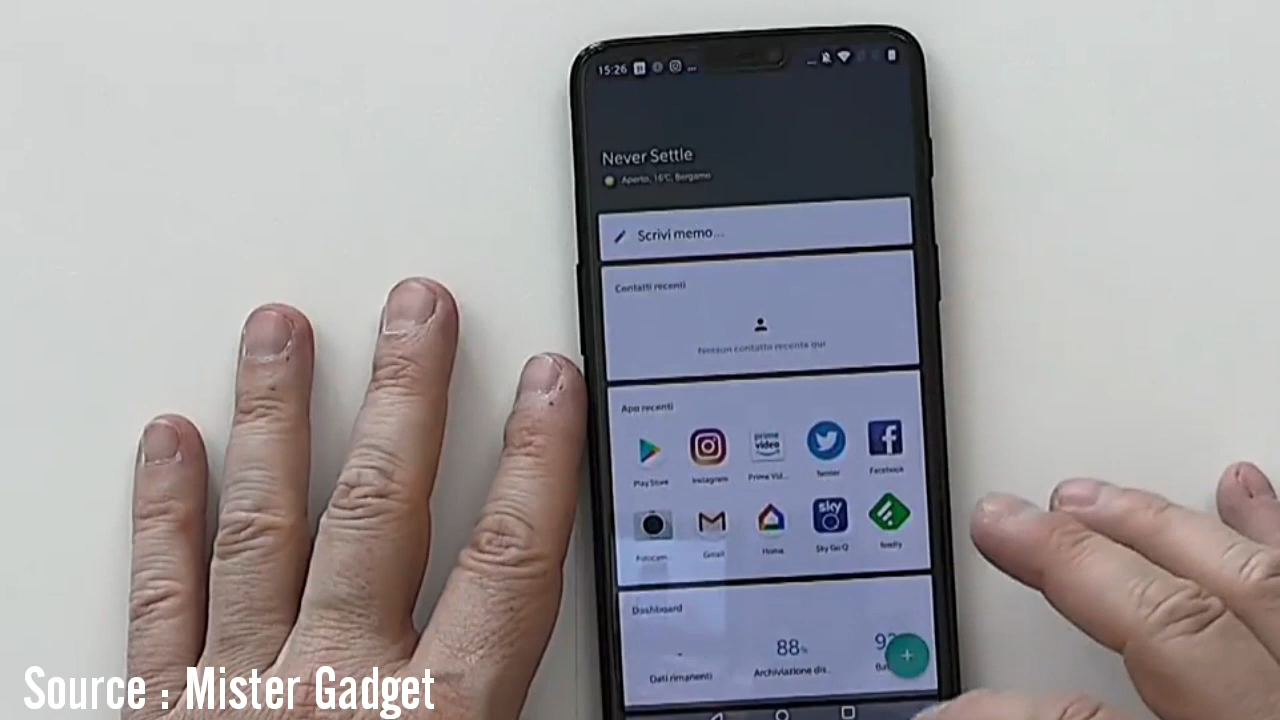 15:26
Never Settle
Aperto, 16°C, Bergamo
Scrivi memo...
Contatti recenti
Nessun contatto recente qui
App recenti
Play Store Instagram Prime Vid... Twitter Facebook
prime video
sky
Fotocam Gmail Home Sky Go Q feedly
Dashboard
88%
Dati rimanenti Archiviazione dis..
Source : Mister Gadget